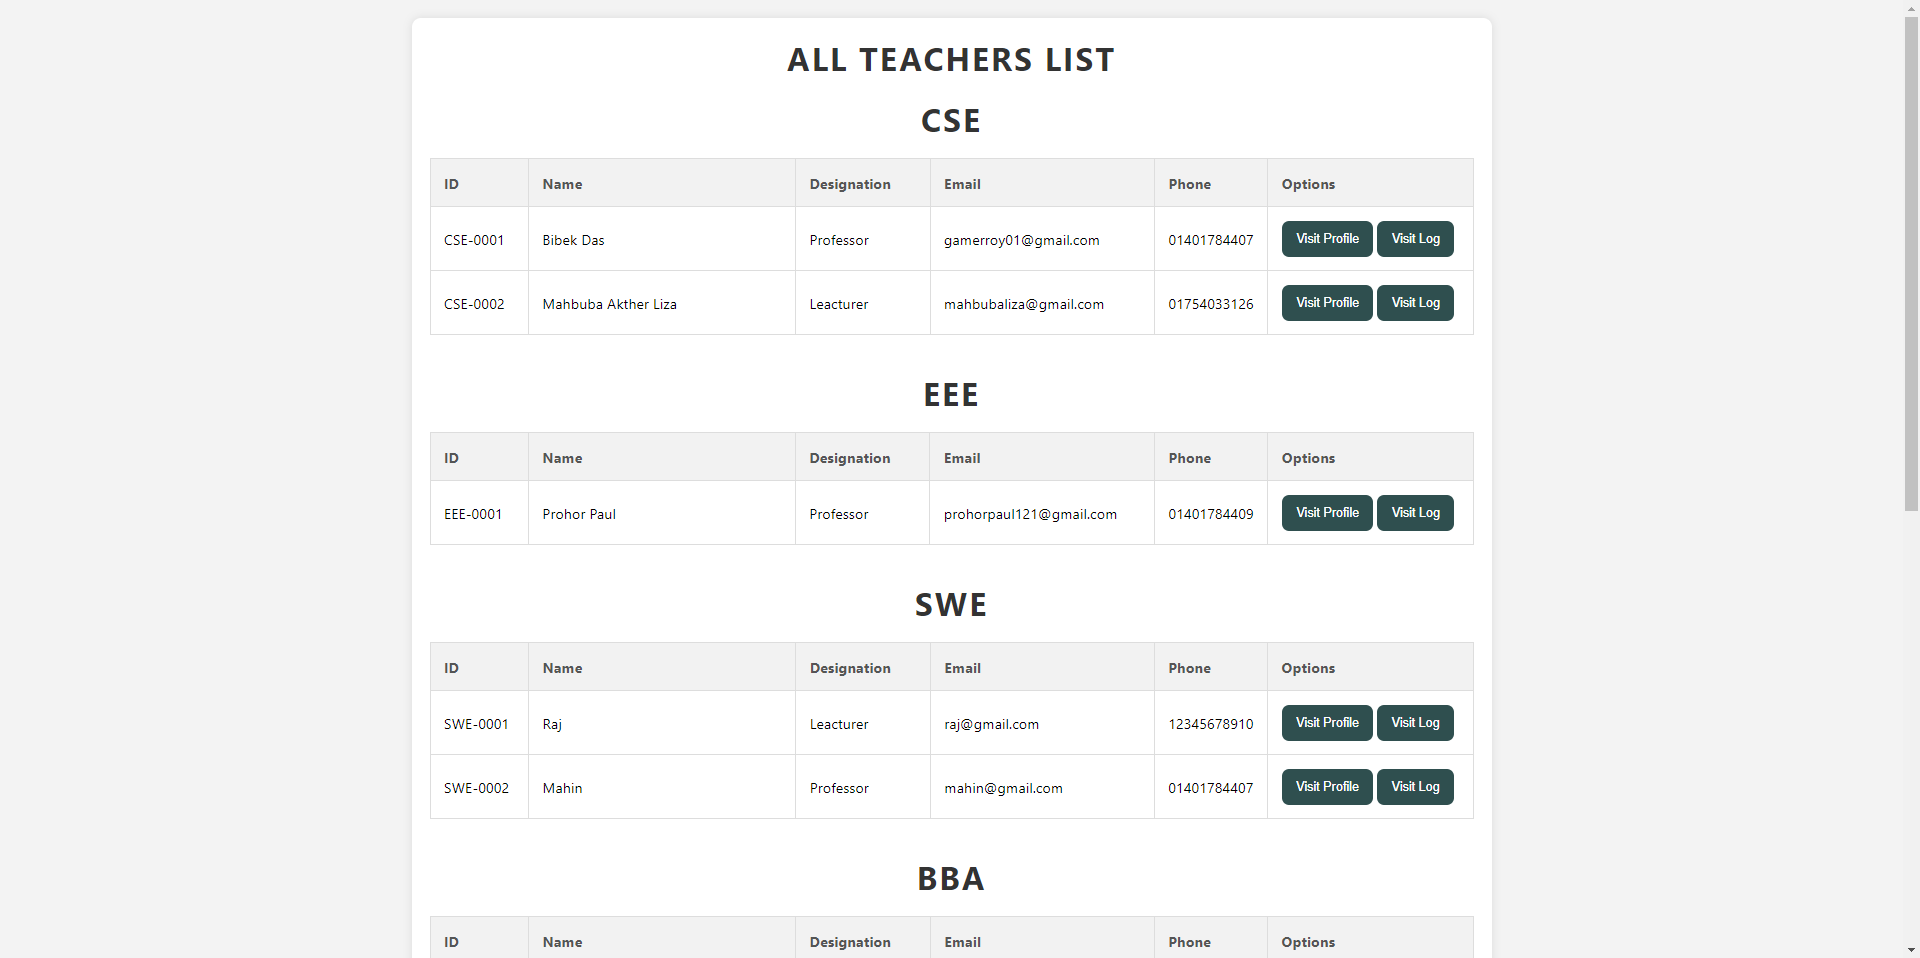 ALL TEACHERS LIST
CSE
ID Name Designation Email Phone Options
CSE-0001 Bibek Das Professor gamerroy01@gmail.com 01401784407 Visit Profile Visit Log
CSE-0002 Mahbuba Akther Liza Leacturer mahbubaliza@gmail.com 01754033126 Visit Profile Visit Log
EEE
ID Name Designation Email Phone Options
EEE-0001 Prohor Paul Professor prohorpaul121@gmail.com 01401784409 Visit Profile Visit Log
SWE
ID Name Designation Email Phone Options
SWE-0001 Raj Leacturer raj@gmail.com 12345678910 Visit Profile Visit Log
SWE-0002 Mahin Professor mahin@gmail.com 01401784407 Visit Profile Visit Log
BBA
ID Name Designation Email Phone Options